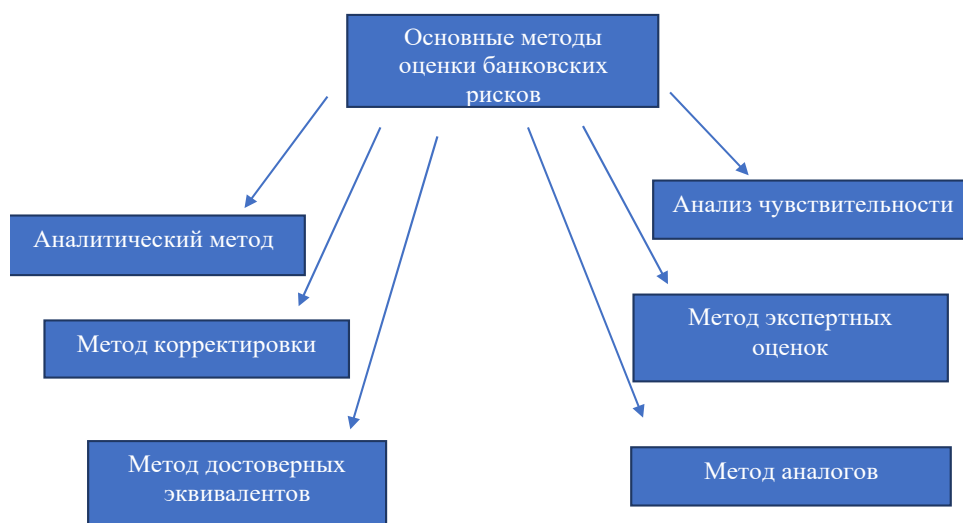 Основные методы
оценки банковских
рисков
Аналитический метод
Анализ чувствительности
Метод корректировки
Метод экспертных
оценок
Метод достоверных
эквивалентов
Метод аналогов